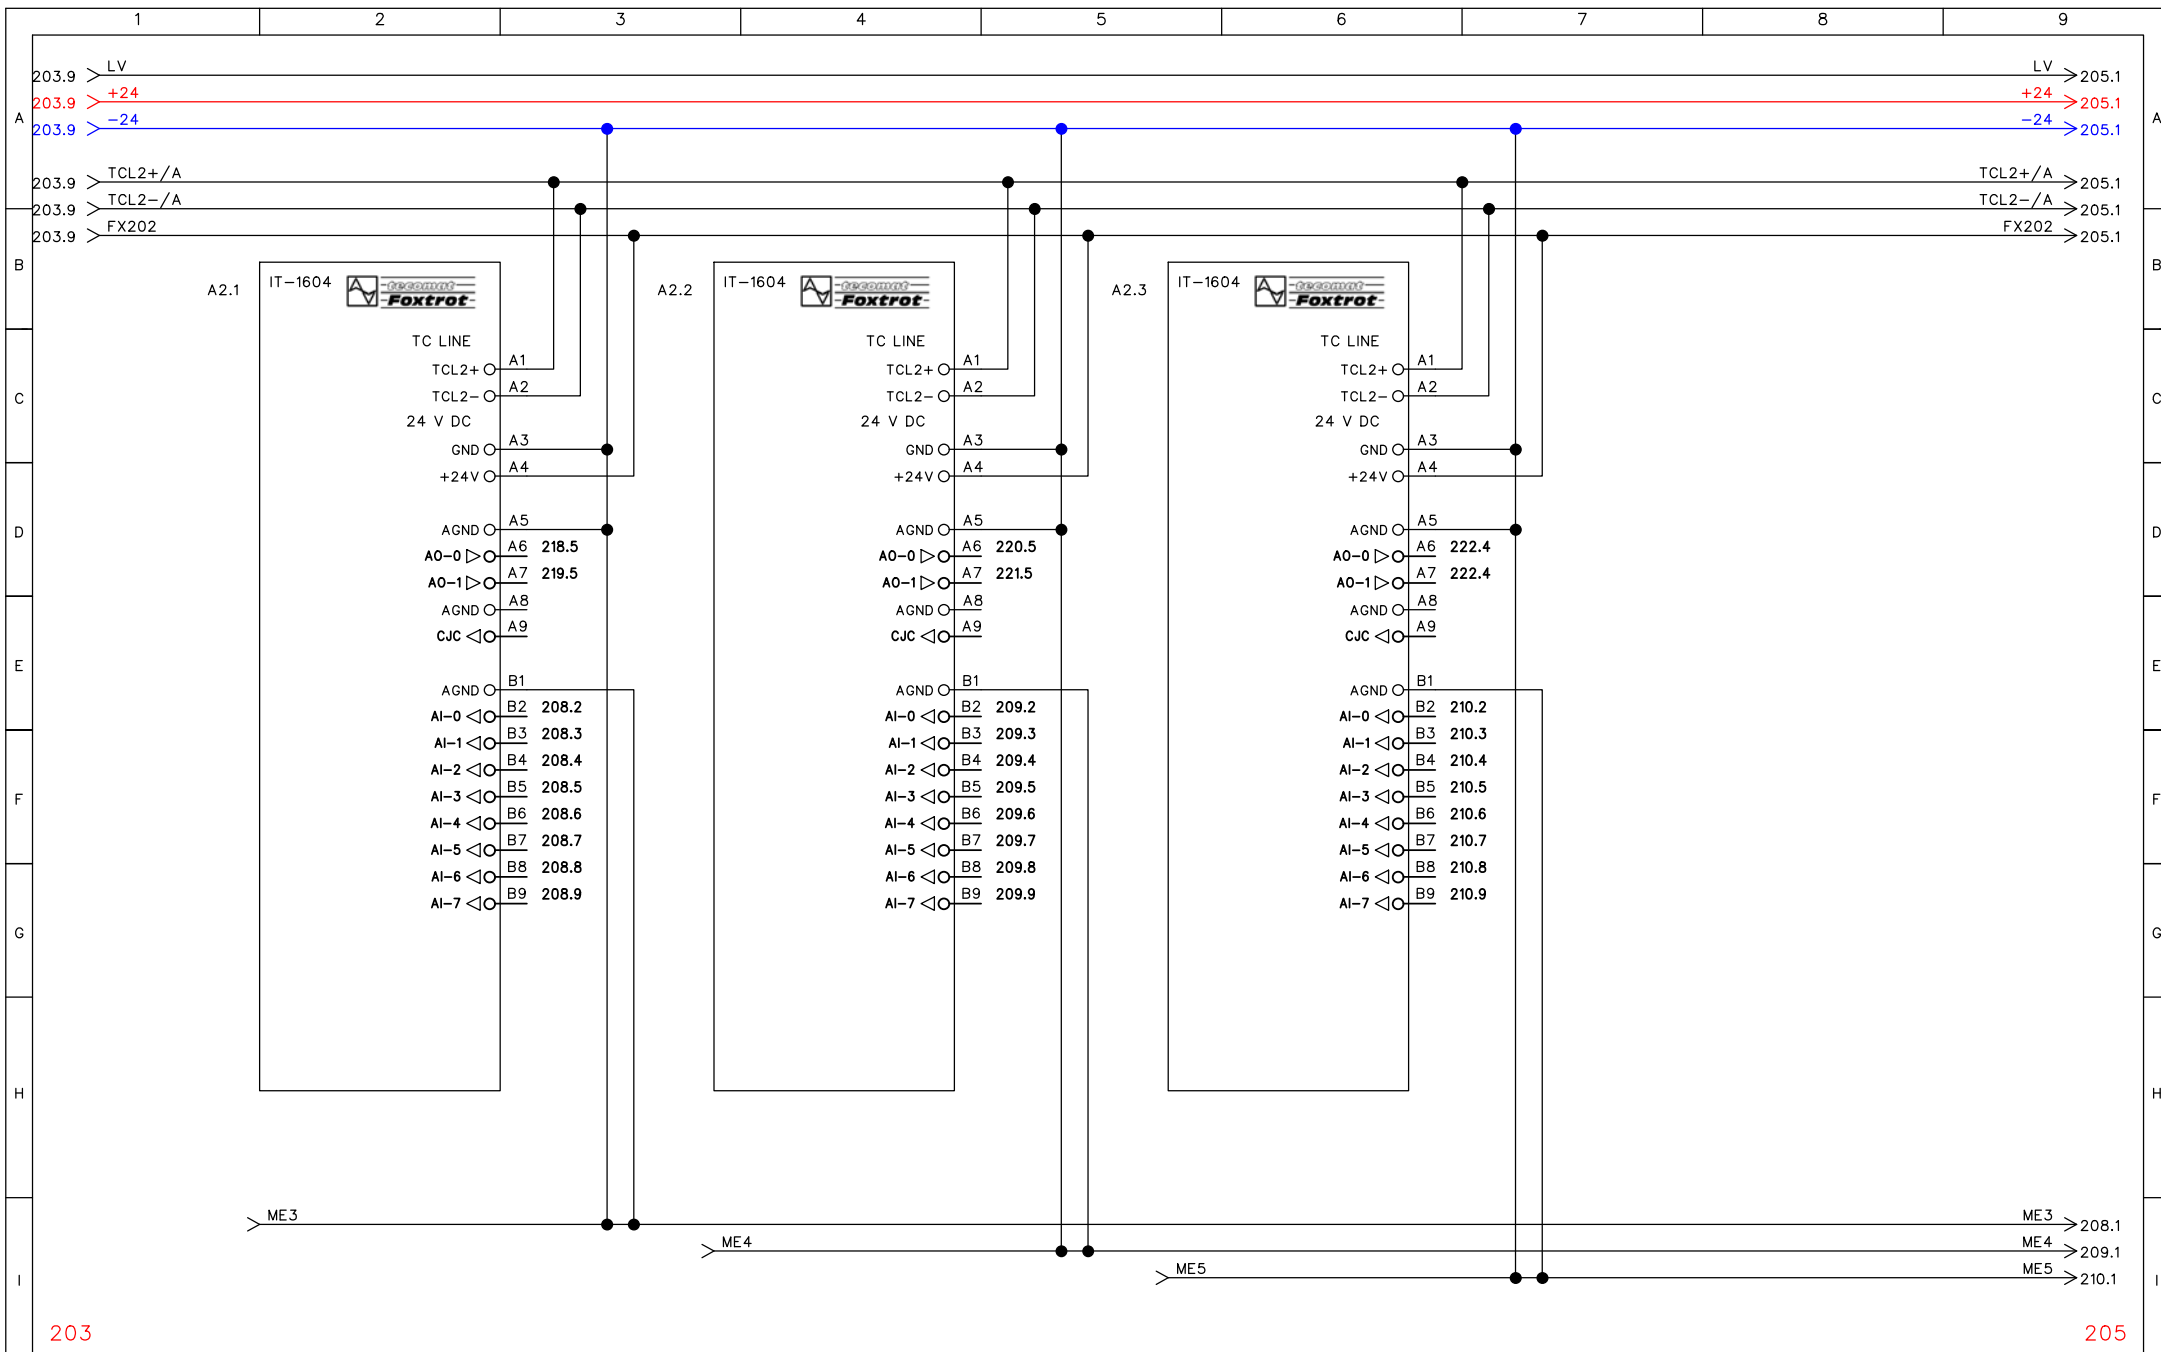 1 2 3 4 5 6 7 8 9
203.9 LV LV 205.1
203.9 +24 +24 205.1
A A
203.9 -24 -24 205.1
203.9 TCL2+/A TCL2+/A 205.1
203.9 TCL2-/A TCL2-/A 205.1
203.9 FX202 FX202 205.1
B B
A2.1 IT-1604 tecomat A2.2 IT-1604 tecomat A2.3 IT-1604 tecomat
Foxtrot Foxtrot Foxtrot
TC LINE TC LINE TC LINE
TCL2+ A1 TCL2+ A1 TCL2+ A1
C TCL2- A2 TCL2- A2 TCL2- A2 C
24 V DC 24 V DC 24 V DC
GND A3 GND A3 GND A3
+24V A4 +24V A4 +24V A4
D AGND A5 AGND A5 AGND A5 D
AO-0 A6 218.5 AO-0 A6 220.5 AO-0 A6 222.4
AO-1 A7 219.5 AO-1 A7 221.5 AO-1 A7 222.4
AGND A8 AGND A8 AGND A8
CJC A9 CJC A9 CJC A9
E E
AGND B1 AGND B1 AGND B1
AI-0 B2 208.2 AI-0 B2 209.2 AI-0 B2 210.2
AI-1 B3 208.3 AI-1 B3 209.3 AI-1 B3 210.3
AI-2 B4 208.4 AI-2 B4 209.4 AI-2 B4 210.4
F AI-3 B5 208.5 AI-3 B5 209.5 AI-3 B5 210.5 F
AI-4 B6 208.6 AI-4 B6 209.6 AI-4 B6 210.6
AI-5 B7 208.7 AI-5 B7 209.7 AI-5 B7 210.7
AI-6 B8 208.8 AI-6 B8 209.8 AI-6 B8 210.8
AI-7 B9 208.9 AI-7 B9 209.9 AI-7 B9 210.9
G G
H H
ME3 ME3 208.1
ME4 ME4 209.1
I ME5 ME5 210.1 I
203 205